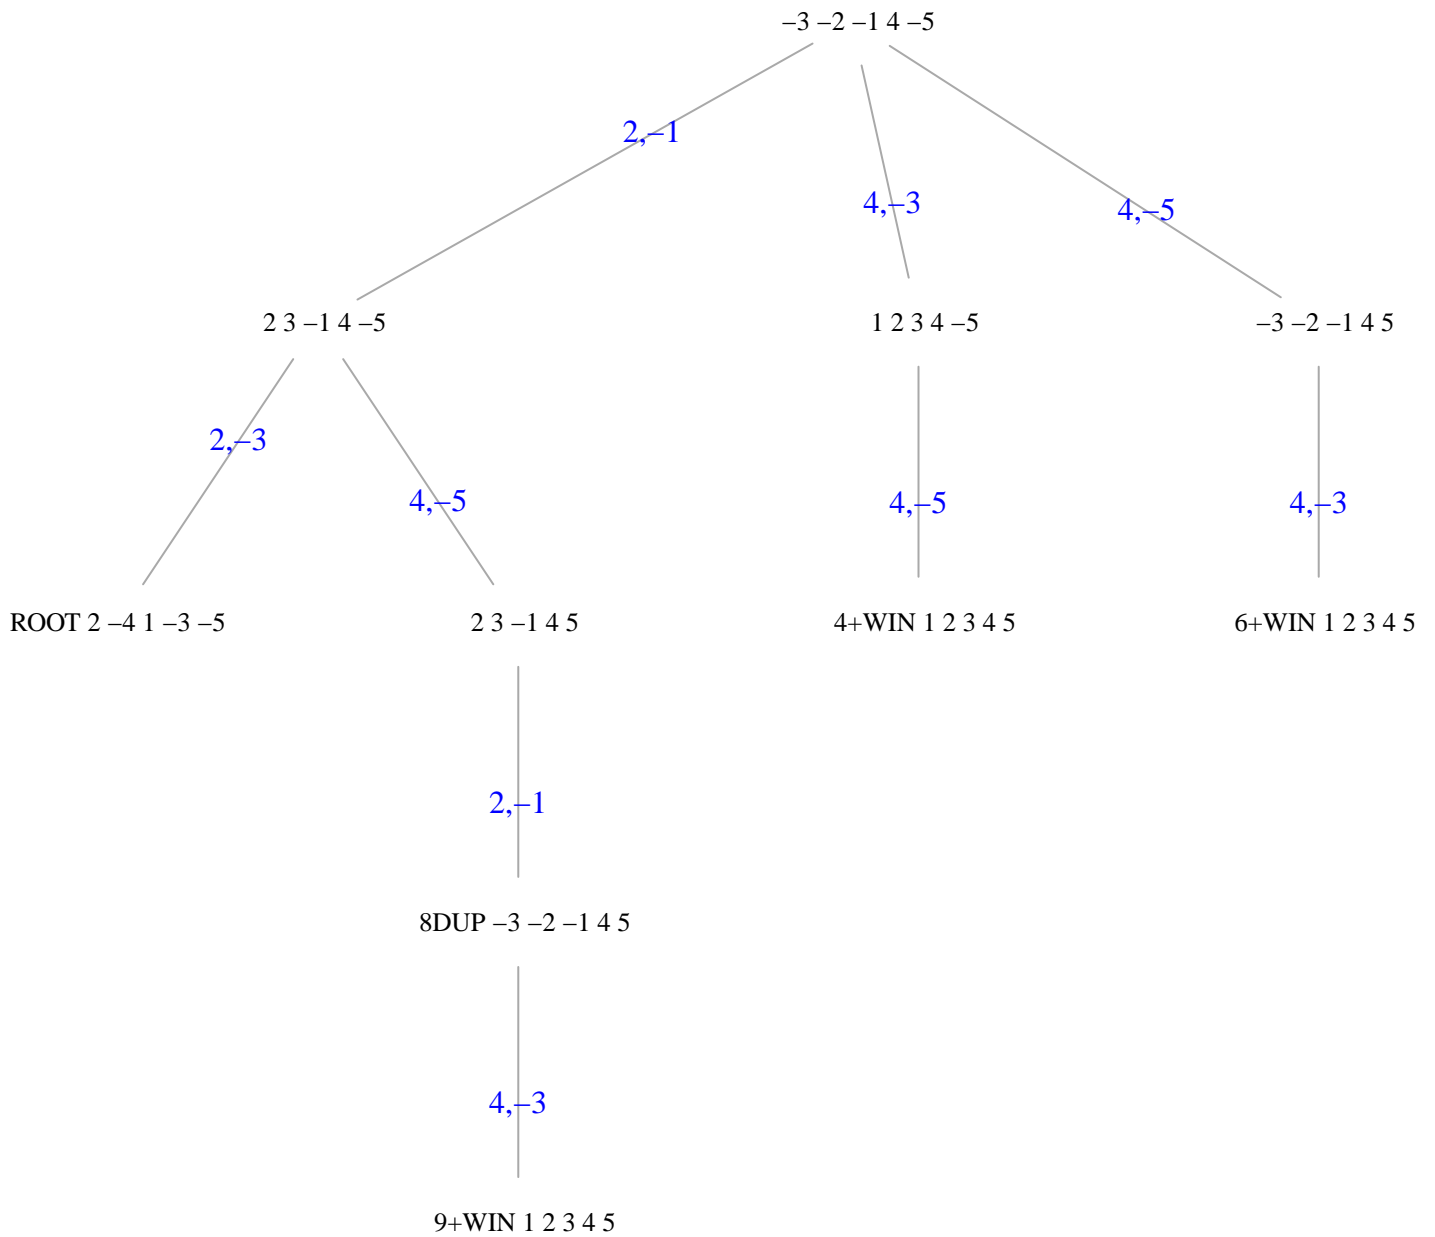 –3 –2 –1 4 –5
2,–1
4,–3
4,–5
2 3 –1 4 –5
1 2 3 4 –5
–3 –2 –1 4 5
2,–3
4,–5
4,–5
4,–3
ROOT 2 –4 1 –3 –5
2 3 –1 4 5
4+WIN 1 2 3 4 5
6+WIN 1 2 3 4 5
2,–1
8DUP –3 –2 –1 4 5
4,–3
9+WIN 1 2 3 4 5